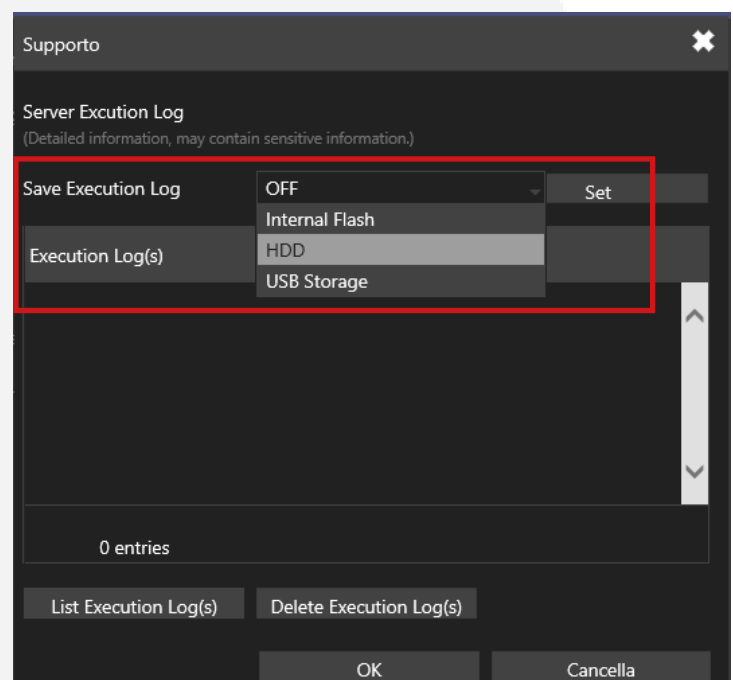 Supporto
Server Excution Log
(Detailed information, may contain sensitive information.)
Save Execution Log OFF Set
Internal Flash
Execution Log(s) HDD
USB Storage
0 entries
List Execution Log(s) Delete Execution Log(s)
OK Cancella